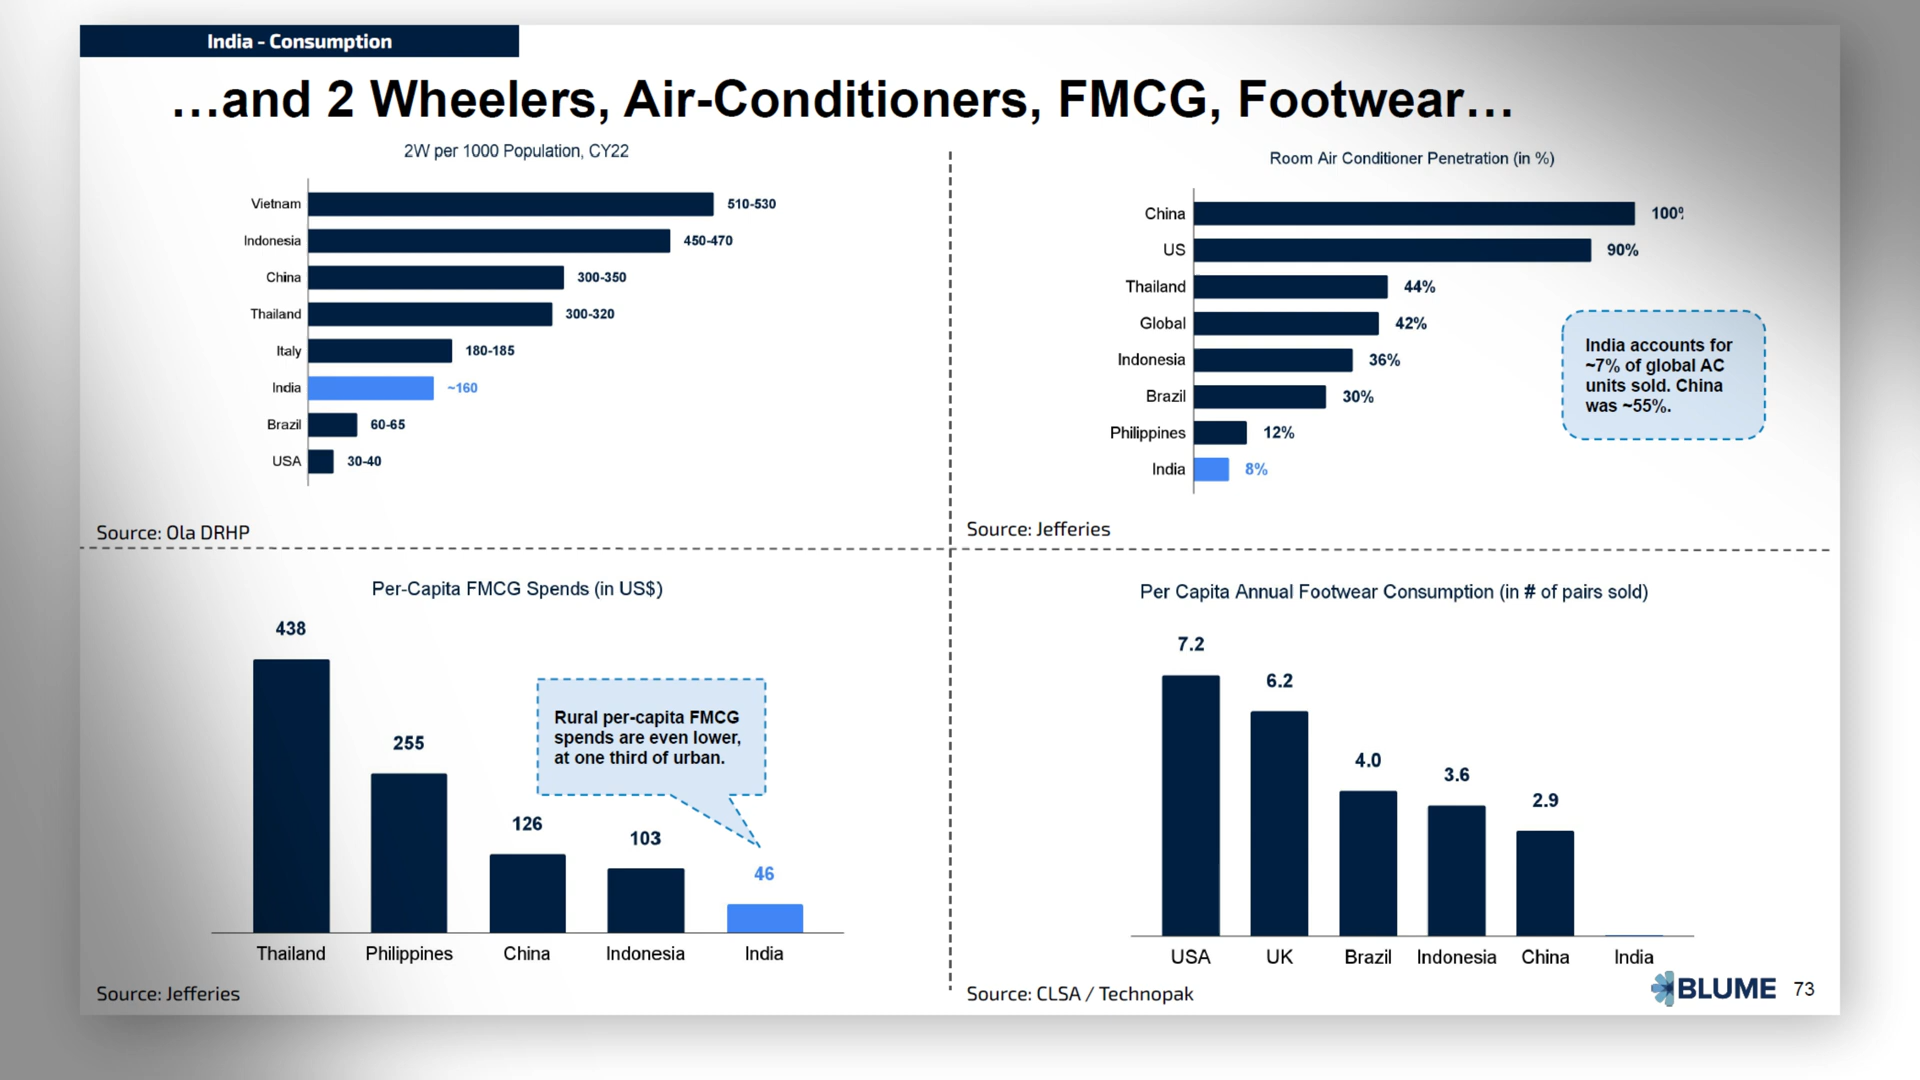 India - Consumption
...and 2 Wheelers, Air-Conditioners, FMCG, Footwear...
2W per 1000 Population, CY22
Vietnam 510-530
Indonesia 450-470
China 300-350
Thailand 300-320
Italy 180-185
India ~160
Brazil 60-65
USA 30-40
Source: Ola DRHP
Room Air Conditioner Penetration (in %)
China 100%
US 90%
Thailand 44%
Global 42%
Indonesia 36%
Brazil 30%
Philippines 12%
India 8%
India accounts for
~7% of global AC
units sold. China
was ~55%.
Source: Jefferies
Per-Capita FMCG Spends (in US$)
438
255
126
103
46
Rural per-capita FMCG
spends are even lower,
at one third of urban.
Thailand Philippines China Indonesia India
Source: Jefferies
Per Capita Annual Footwear Consumption (in # of pairs sold)
7.2
6.2
4.0
3.6
2.9
USA UK Brazil Indonesia China India
Source: CLSA / Technopak
BLUME 73